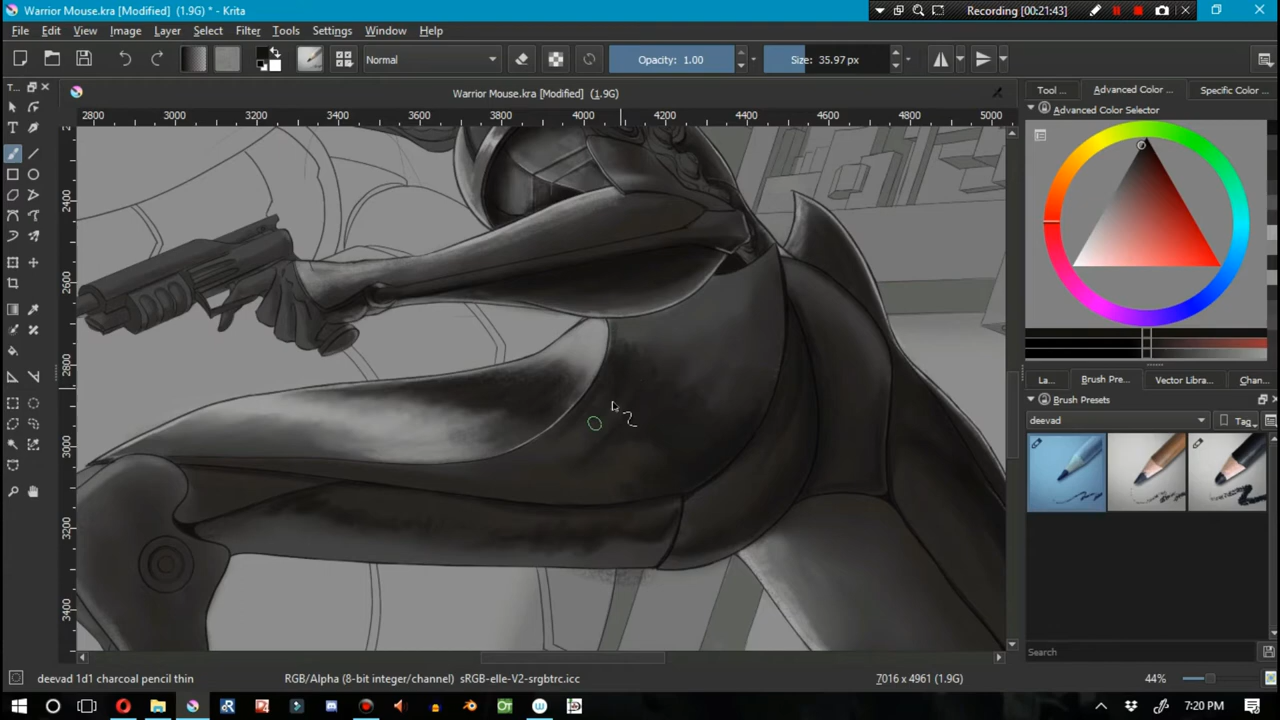 Warrior Mouse.kra [Modified] (1.9G) * - Krita
Recording [00:21:43]
File Edit View Image Layer Select Filter Tools Settings Window Help
Normal
Opacity: 1.00
Size: 35.97 px
T...
Warrior Mouse.kra [Modified] (1.9G)
Tool ...
Advanced Color ...
Specific Color ...
Advanced Color Selector
2800 3000 3200 3400 3600 3800 4000 4200 4400 4600 4800 5000
2400
2600
2800
3000
3200
3400
La...
Brush Pre...
Vector Libra...
Chan...
Brush Presets
deevad
Tag
Search
deevad 1d1 charcoal pencil thin
RGB/Alpha (8-bit integer/channel) sRGB-elle-V2-srgbtrc.icc
7016 x 4961 (1.9G)
44%
7:20 PM